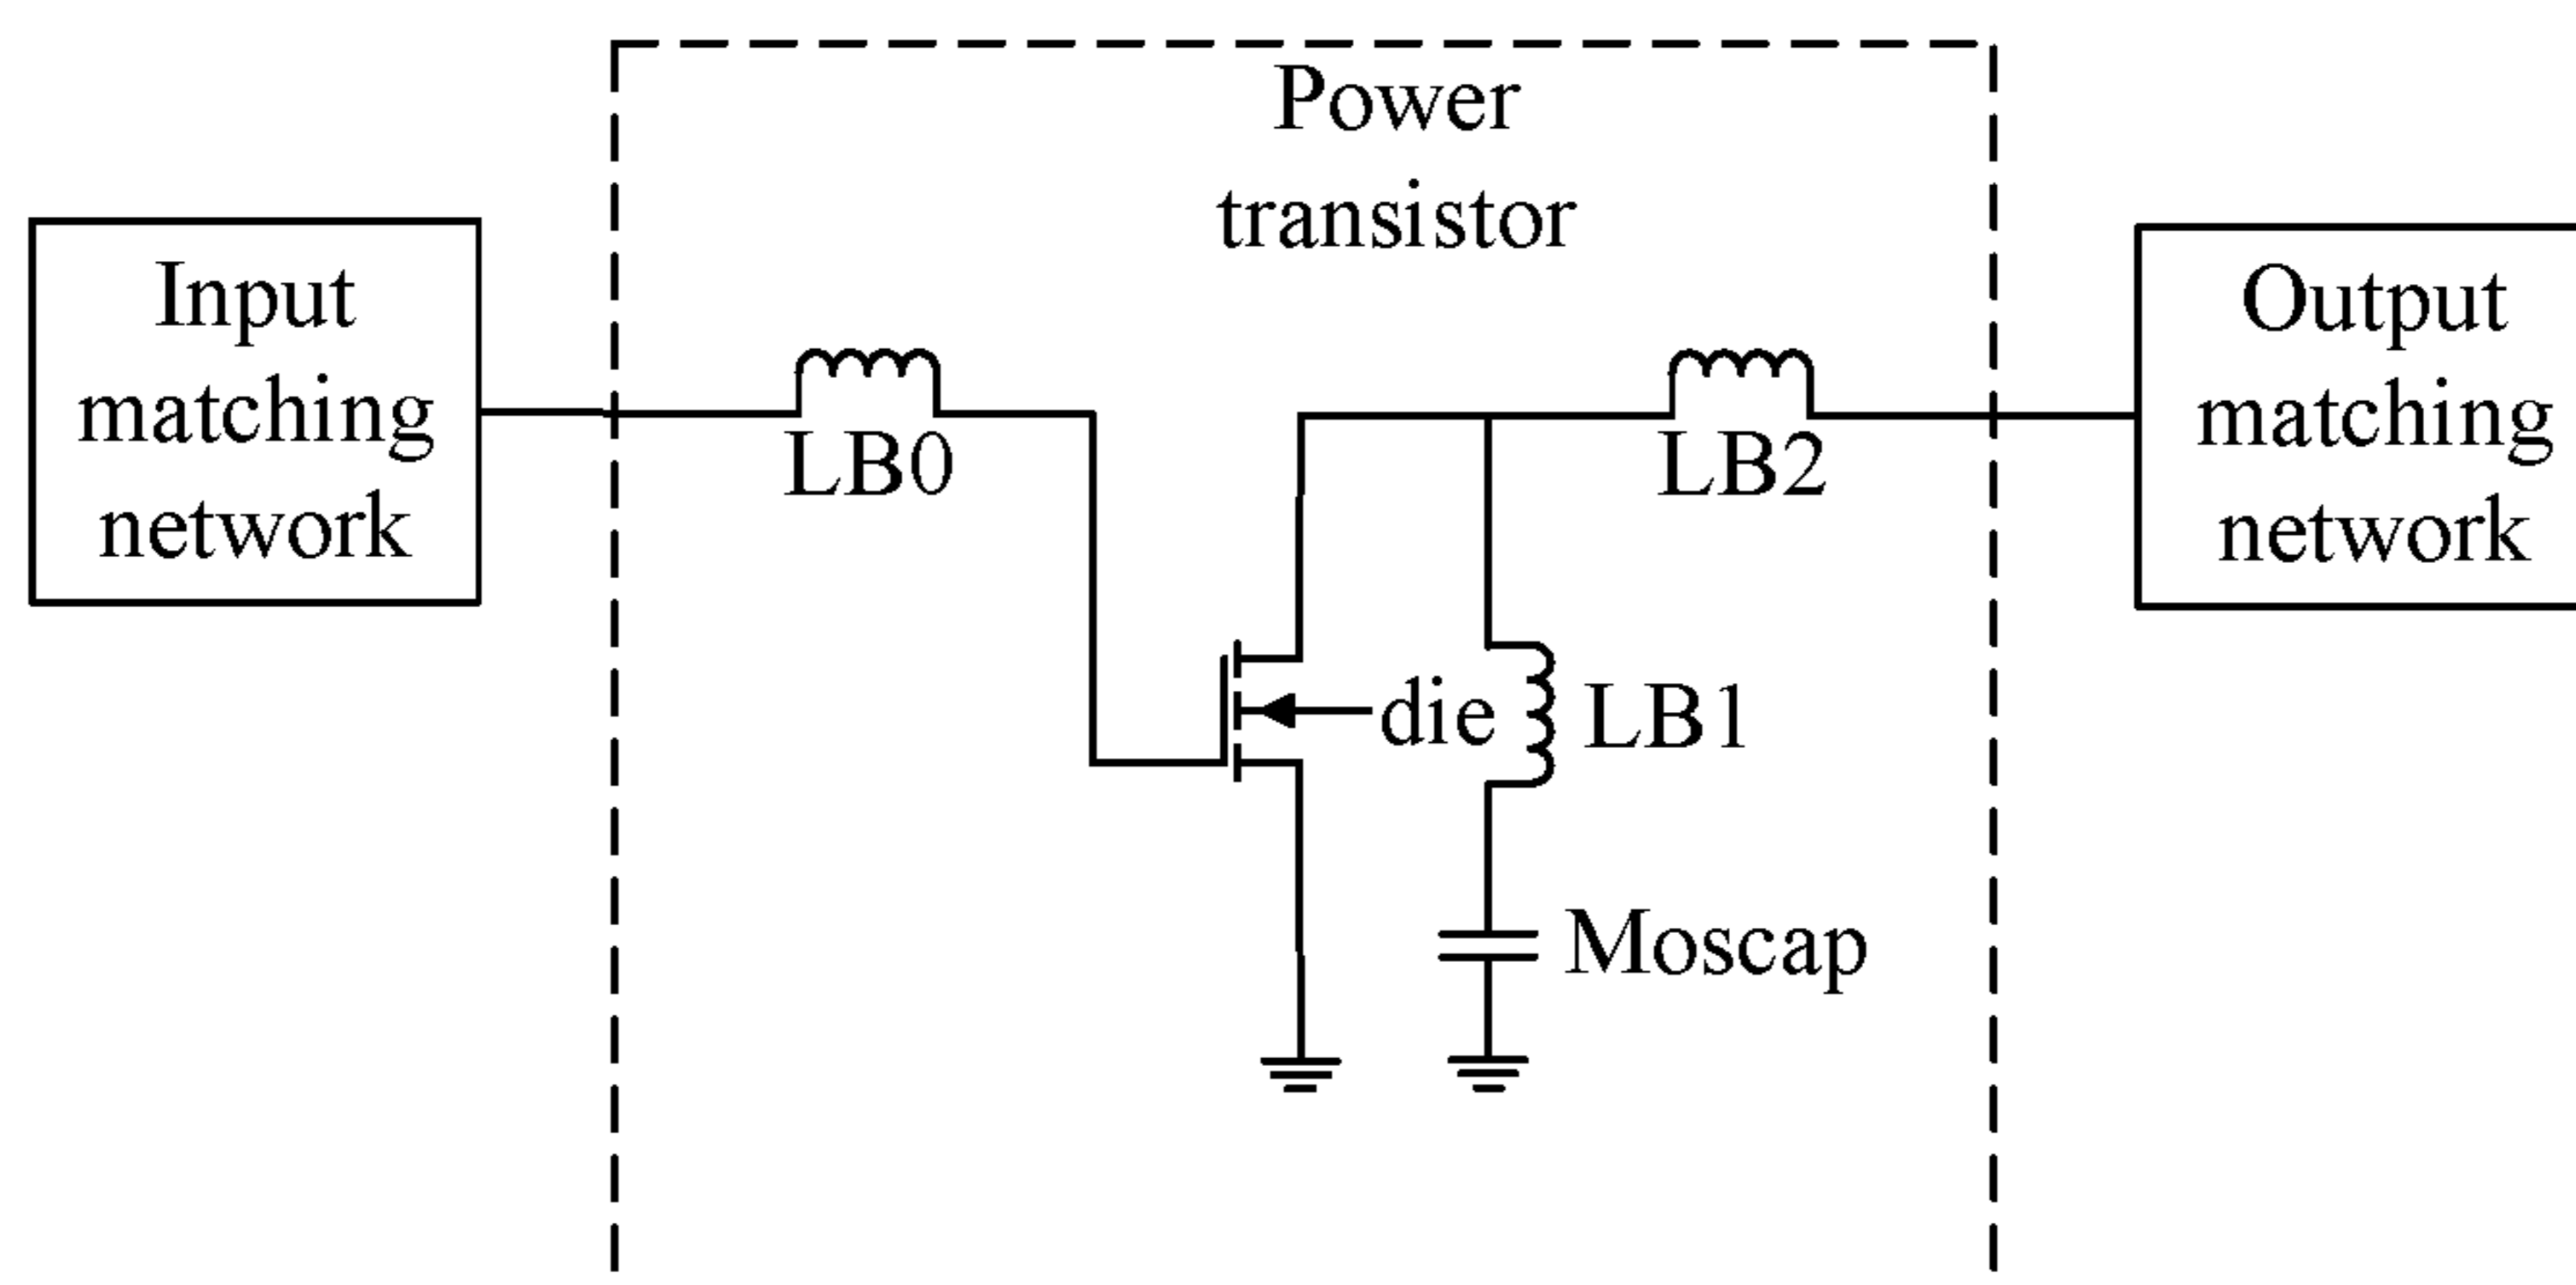 Power
transistor
Input
matching
network
LB0
LB2
Output
matching
network
die
LB1
Moscap